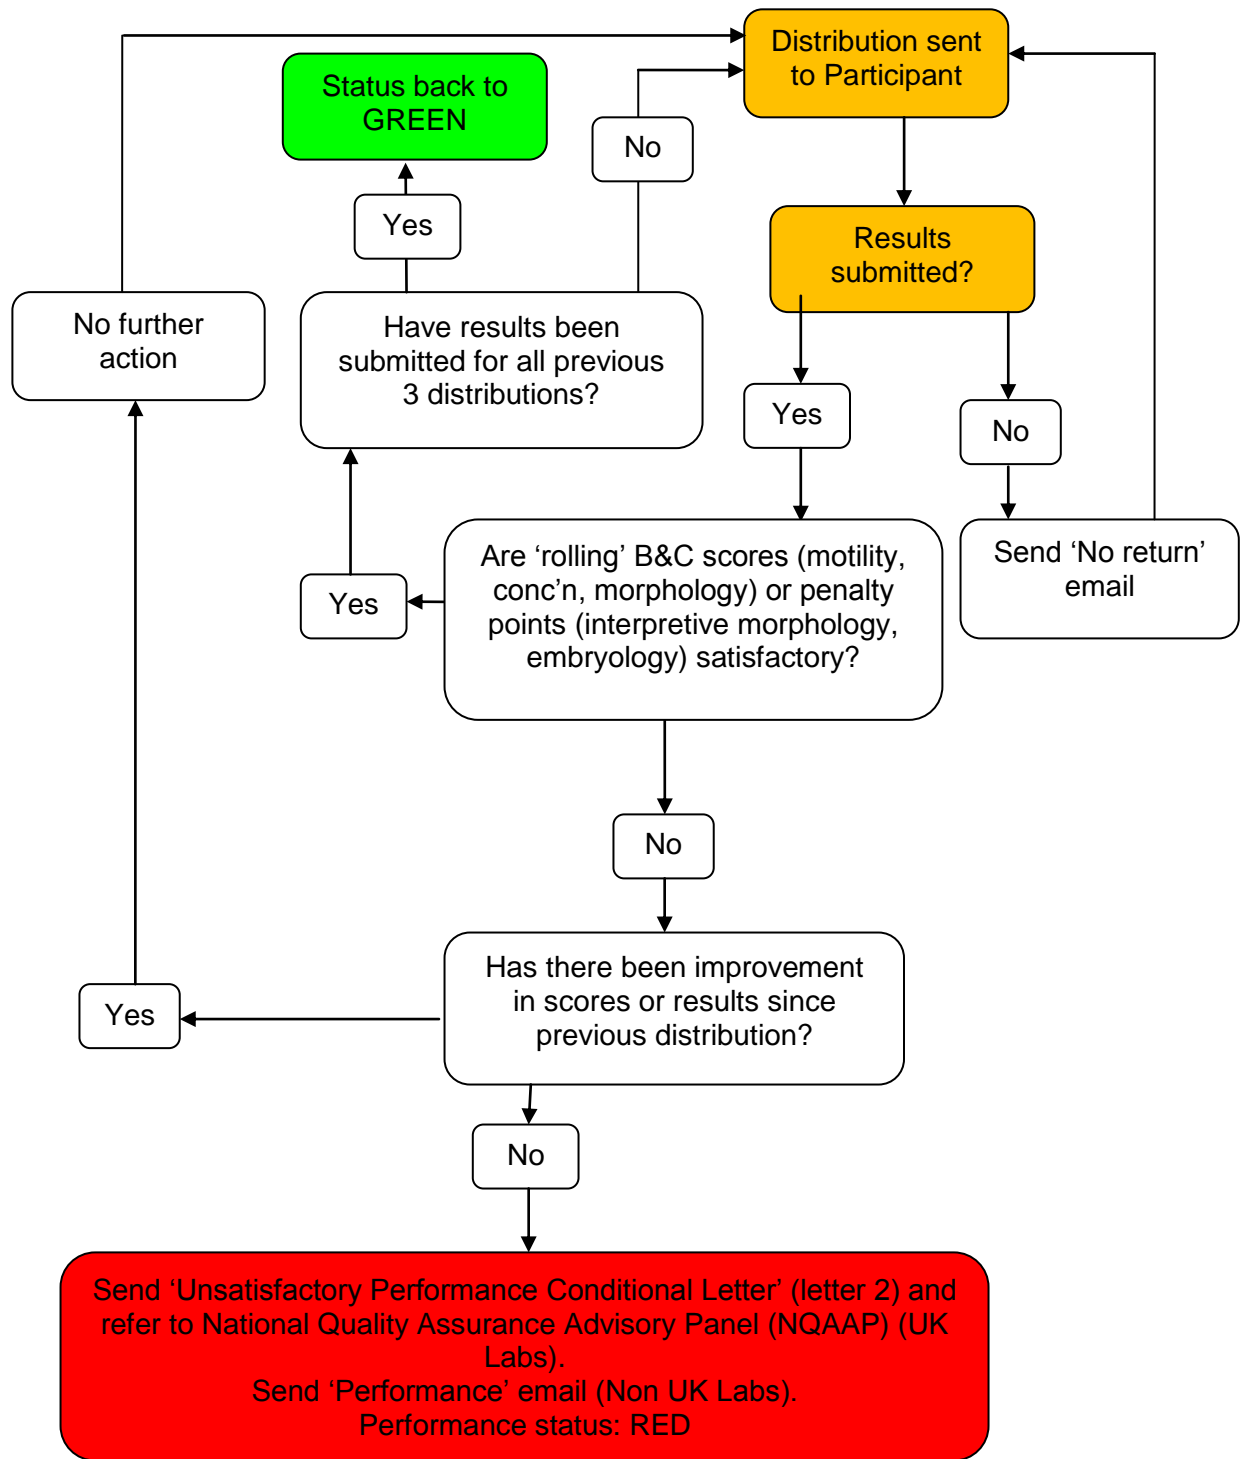 Distribution sent
to Participant
Status back to
GREEN
No
Yes
Results
submitted?
No further
action
Have results been
submitted for all previous
3 distributions?
Yes
No
Are ‘rolling’ B&C scores (motility,
conc’n, morphology) or penalty
points (interpretive morphology,
embryology) satisfactory?
Send ‘No return’
email
Yes
No
Has there been improvement
in scores or results since
previous distribution?
Yes
No
Send ‘Unsatisfactory Performance Conditional Letter’ (letter 2) and
refer to National Quality Assurance Advisory Panel (NQAAP) (UK
Labs).
Send ‘Performance’ email (Non UK Labs).
Performance status: RED